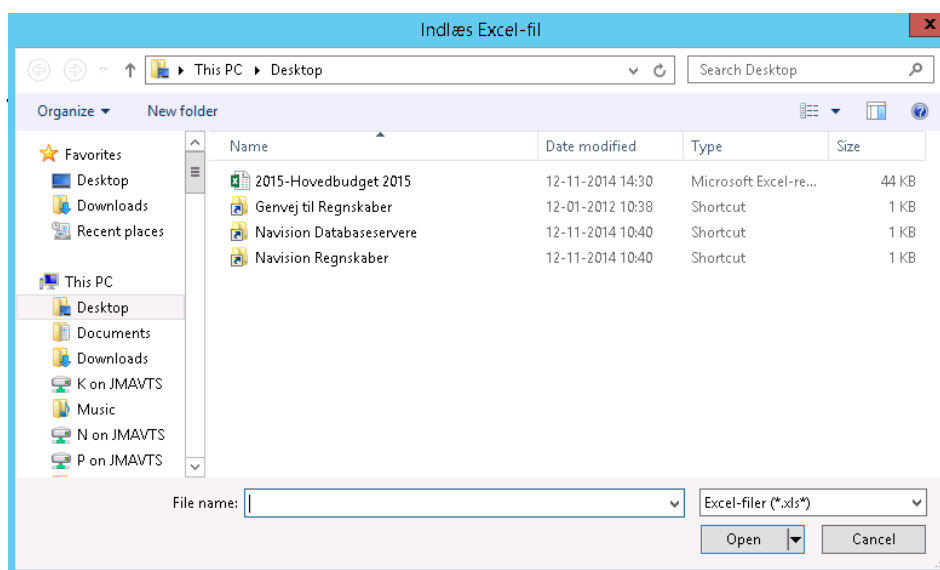 Indlæs Excel-fil
x
This PC Desktop
Search Desktop
Organize New folder
Name Date modified Type Size
Favorites
Desktop
Downloads
Recent places
This PC
Desktop
Documents
Downloads
K on JMAVTS
Music
N on JMAVTS
P on JMAVTS
2015-Hovedbudget 2015 12-11-2014 14:30 Microsoft Excel-re... 44 KB
Genvej til Regnskaber 12-01-2012 10:38 Shortcut 1 KB
Navision Databaseservere 12-11-2014 10:40 Shortcut 1 KB
Navision Regnskaber 12-11-2014 10:40 Shortcut 1 KB
File name:
Excel-filer (*.xls*)
Open Cancel